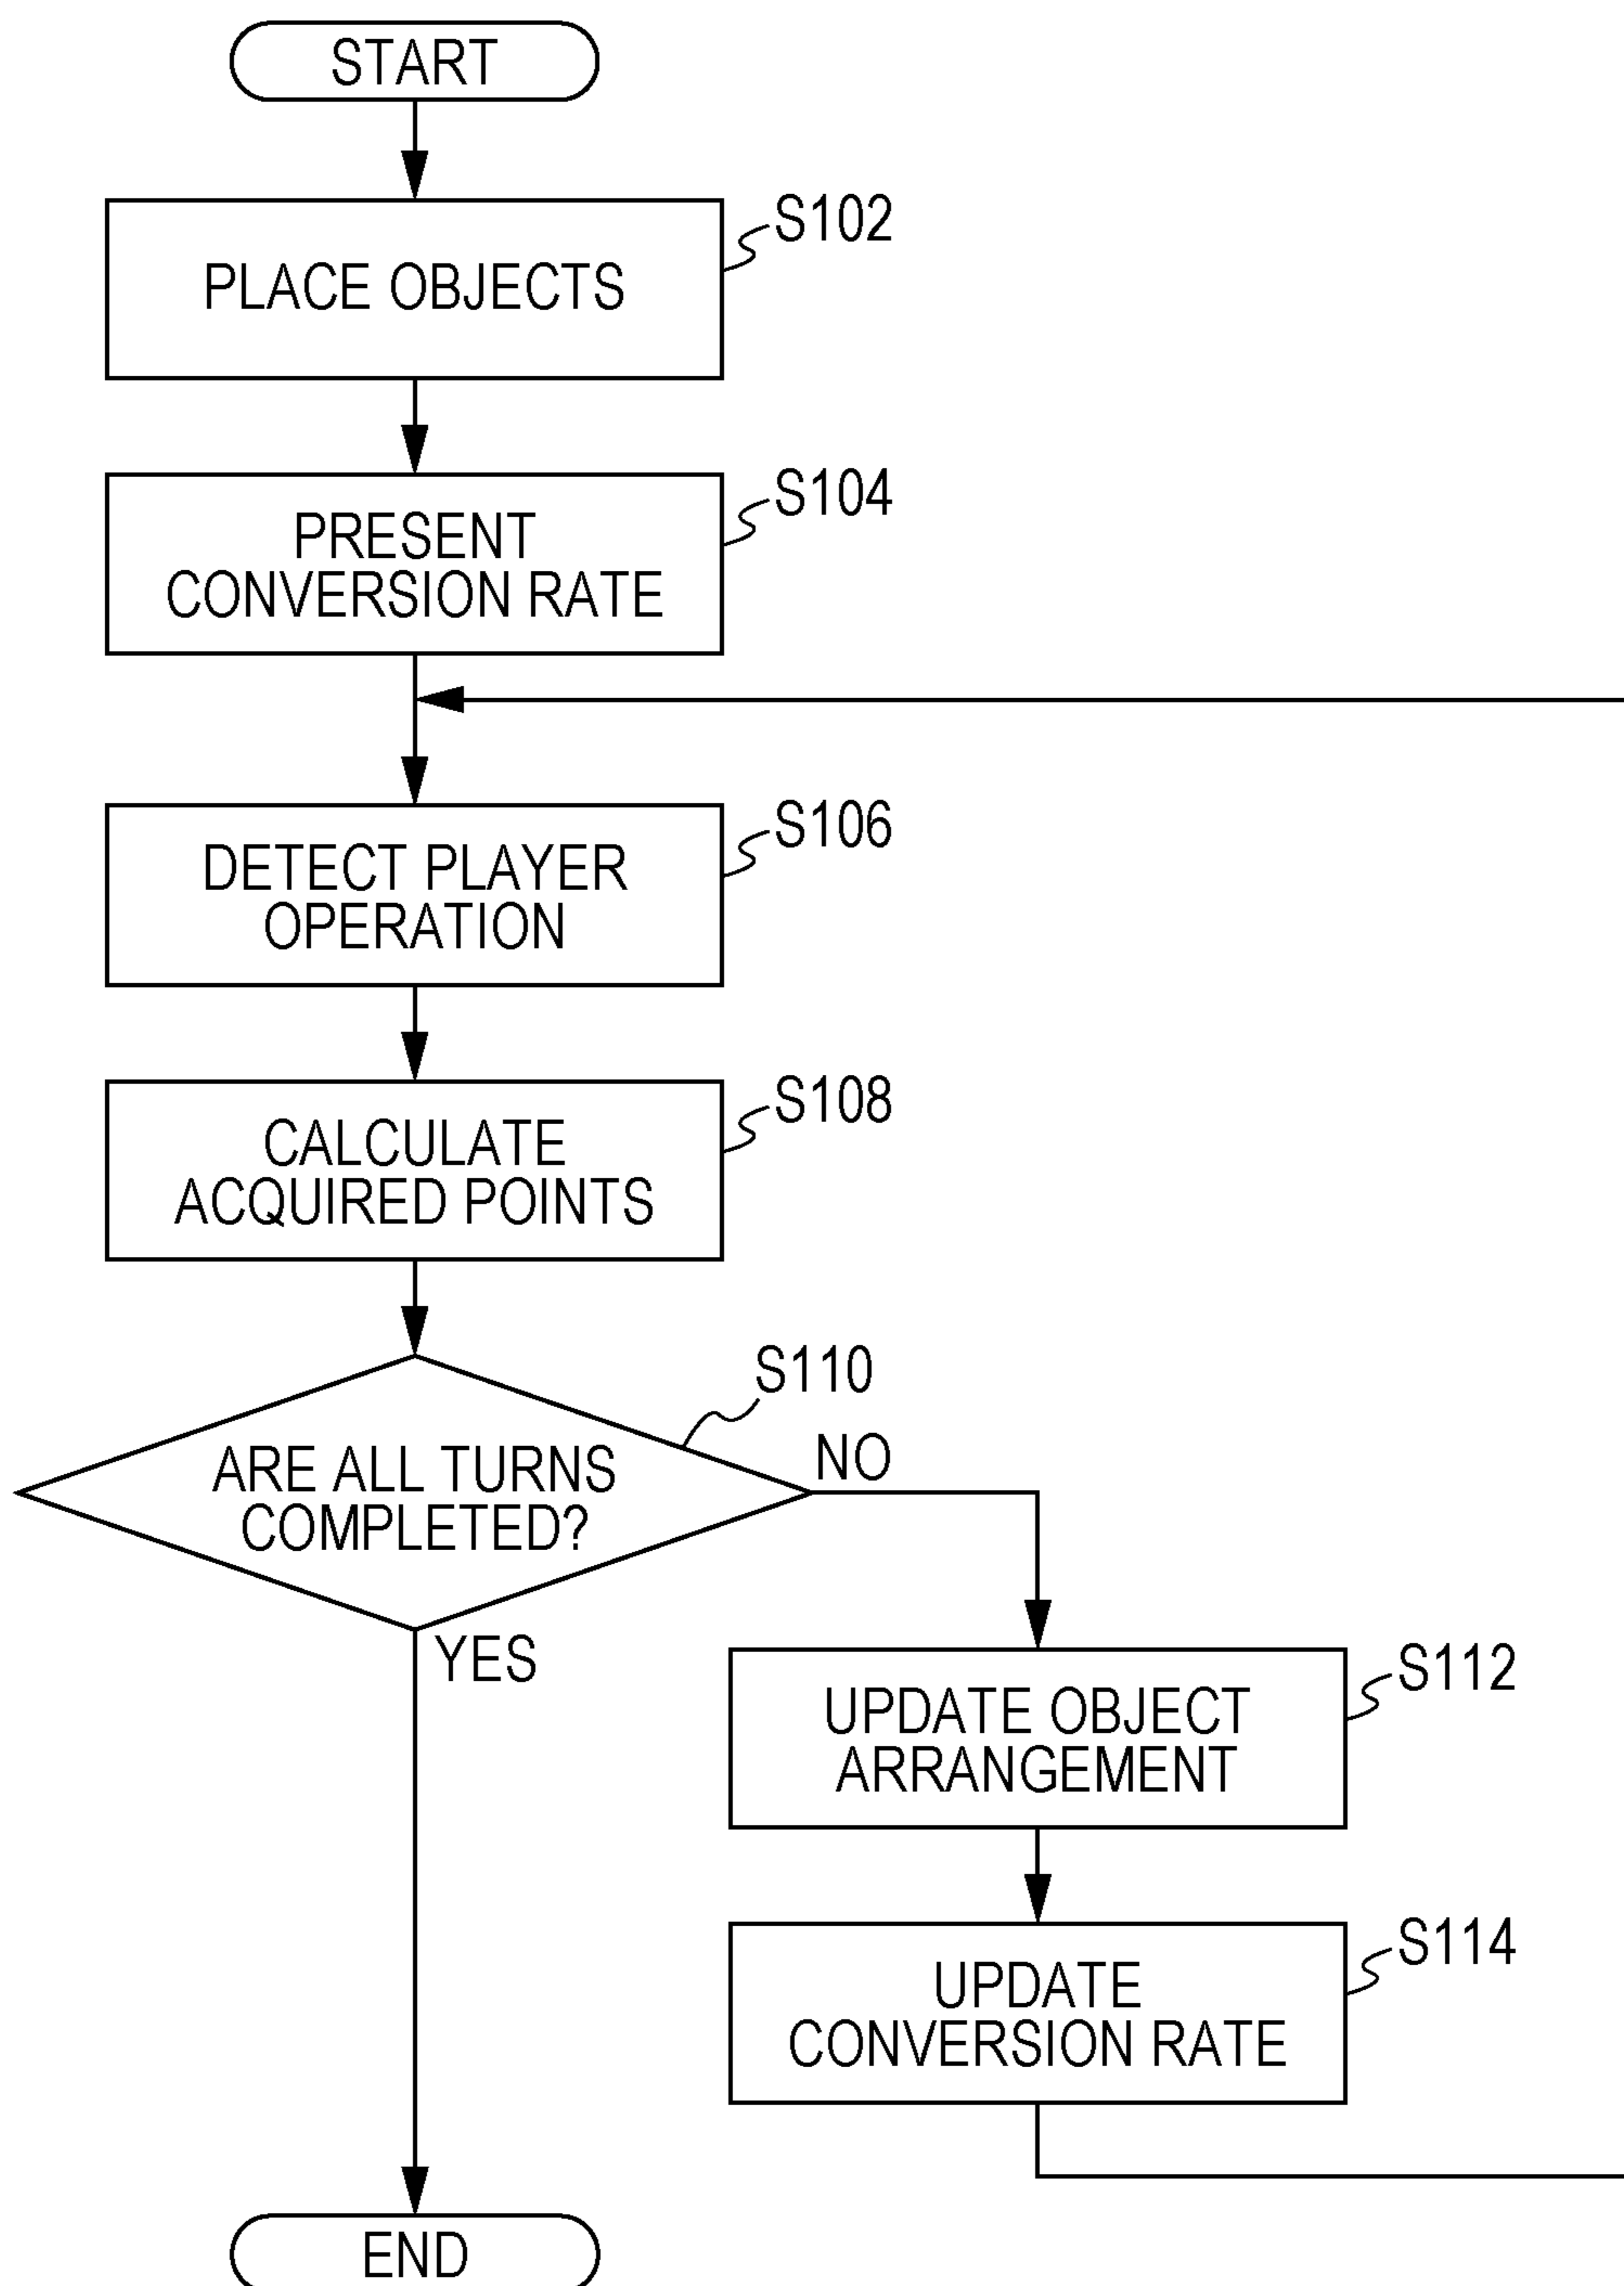 START
S102
PLACE OBJECTS
S104
PRESENT
CONVERSION RATE
S106
DETECT PLAYER
OPERATION
S108
CALCULATE
ACQUIRED POINTS
S110
NO
ARE ALL TURNS
COMPLETED?
YES
S112
UPDATE OBJECT
ARRANGEMENT
S114
UPDATE
CONVERSION RATE
END